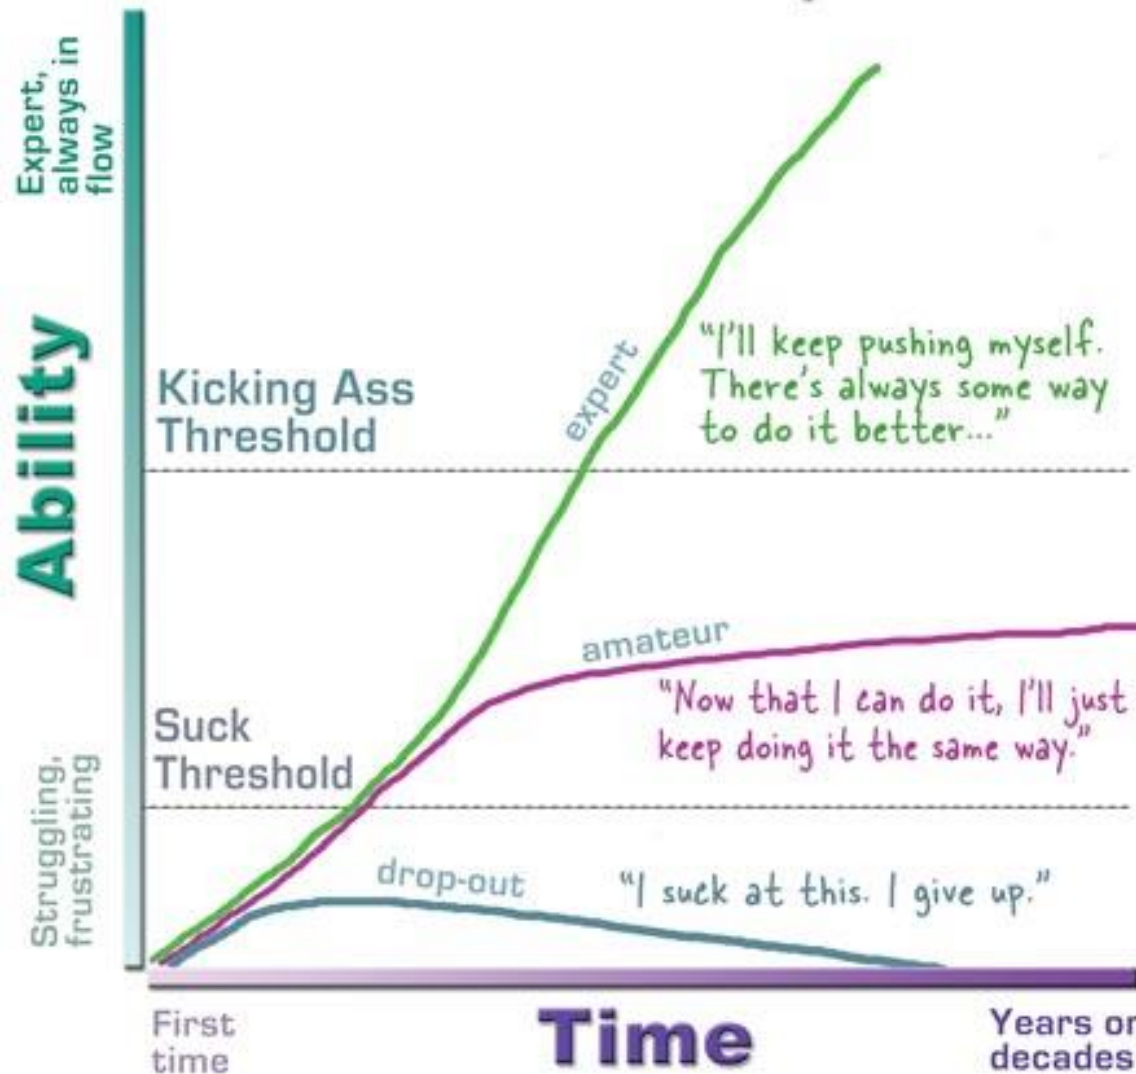 Expert,
always in
flow
Ability
Struggling,
frustrating
Kicking Ass
Threshold
expert
"I'll keep pushing myself.
There's always some way
to do it better..."
amateur
"Now that I can do it, I'll just
keep doing it the same way."
Suck
Threshold
drop-out
"I suck at this. I give up."
First
time
Time
Years or
decades